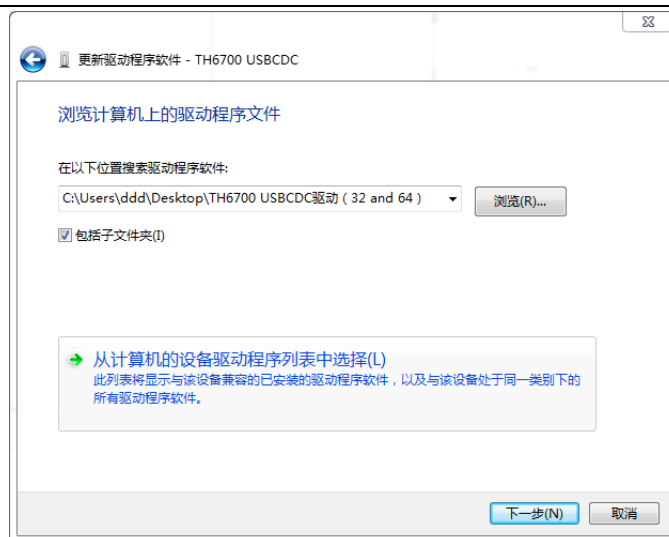 更新驱动程序软件 - TH6700 USBCDC
浏览计算机上的驱动程序文件
在以下位置搜索驱动程序软件:
C:\Users\ddd\Desktop\TH6700 USBCDC驱动（32 and 64）
浏览(R)...
包括子文件夹(I)
从计算机的设备驱动程序列表中选择(L)
此列表将显示与该设备兼容的已安装的驱动程序软件，以及与该设备处于同一类别下的
所有驱动程序软件。
下一步(N)
取消